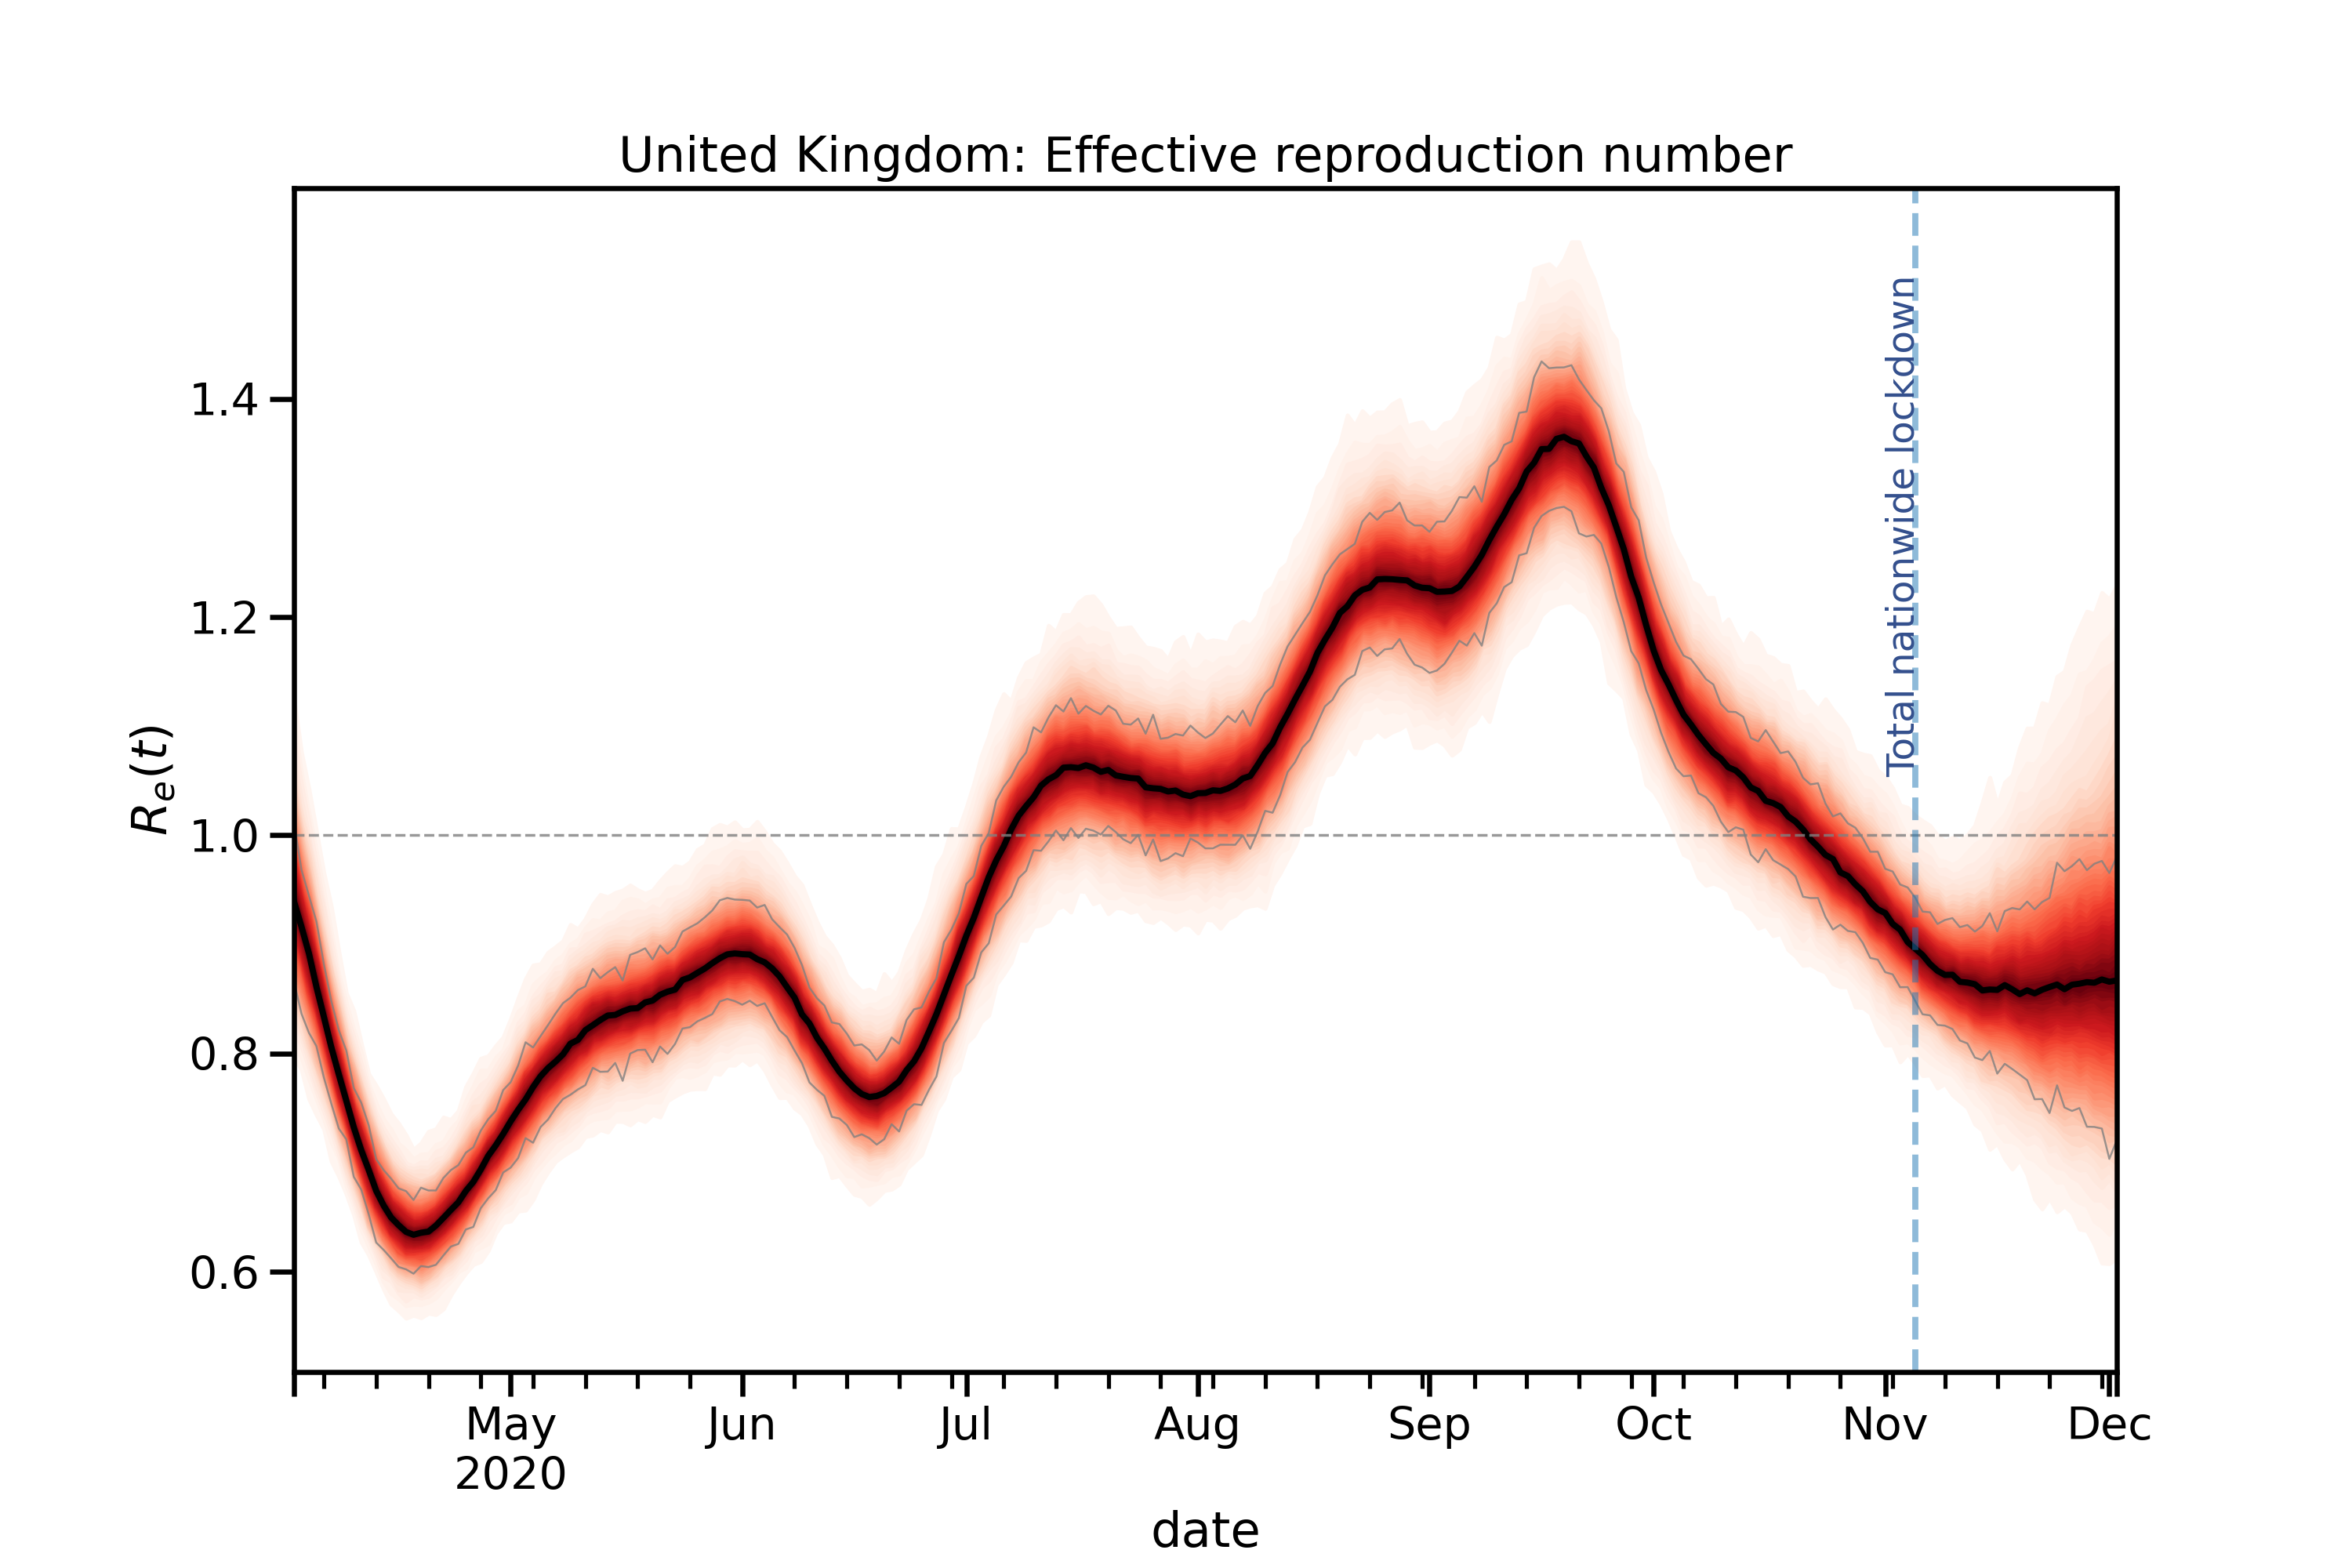 United Kingdom: Effective reproduction number
Total nationwide lockdown
Rₑ(t)
1.4
1.2
1.0
0.8
0.6
May Jun Jul Aug Sep Oct Nov Dec
2020
date